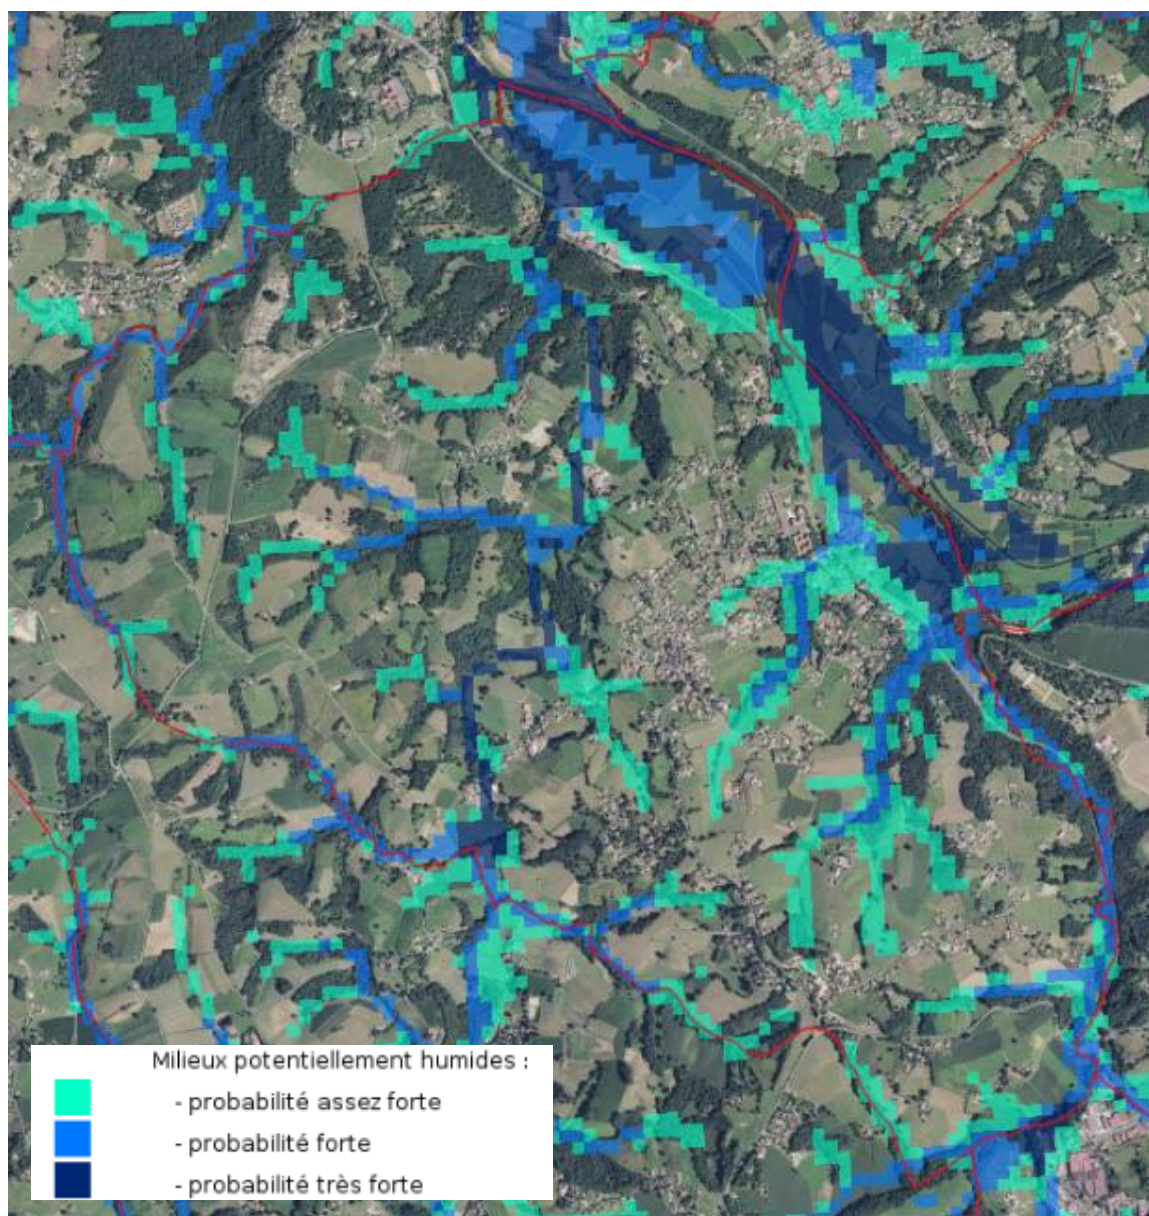 Milieux potentiellement humides :
- probabilité assez forte
- probabilité forte
- probabilité très forte